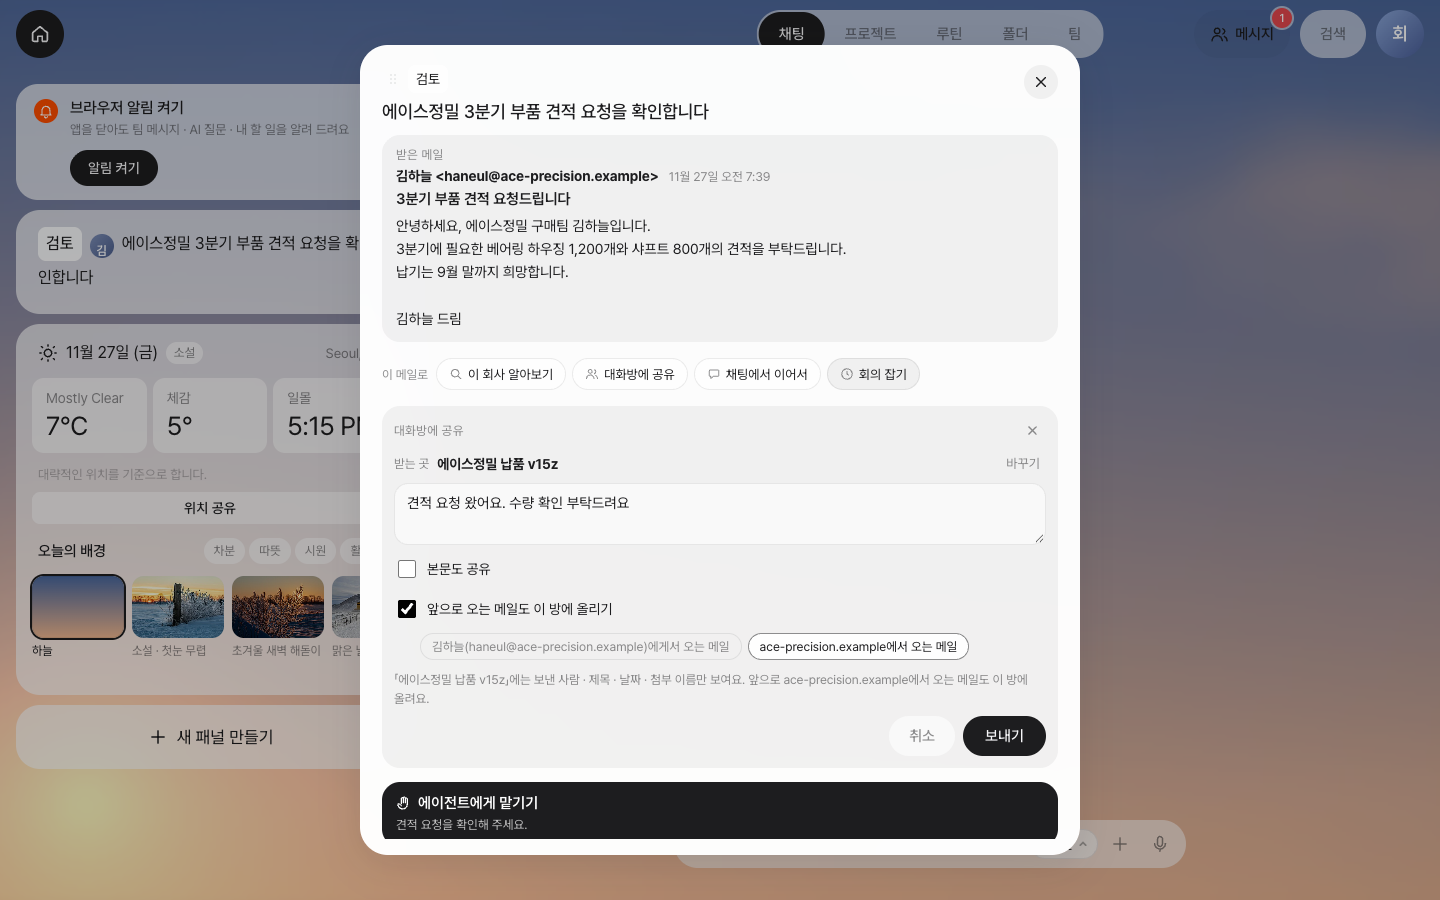 채팅
프로젝트
루틴
폴더
팀
메시지
1
검색
회
브라우저 알림 켜기
앱을 닫아도 팀 메시지 · AI 질문 · 내 할 일을 알려 드려요
알림 켜기
검토
김
에이스정밀 3분기 부품 견적 요청을 확
인합니다
11월 27일 (금)
소설
Seoul,
Mostly Clear
7°C
체감
5°
일몰
5:15 PM
대략적인 위치를 기준으로 합니다.
위치 공유
오늘의 배경
차분
따뜻
시원
하늘
소설 · 첫눈 무렵
초겨울 새벽 해돋이
맑은
새 패널 만들기
검토
에이스정밀 3분기 부품 견적 요청을 확인합니다
받은 메일
김하늘 <haneul@ace-precision.example> 11월 27일 오전 7:39
3분기 부품 견적 요청드립니다
안녕하세요, 에이스정밀 구매팀 김하늘입니다.
3분기에 필요한 베어링 하우징 1,200개와 샤프트 800개의 견적을 부탁드립니다.
납기는 9월 말까지 희망합니다.
김하늘 드림
이 메일로
이 회사 알아보기
대화방에 공유
채팅에서 이어서
회의 잡기
대화방에 공유
받는 곳 에이스정밀 납품 v15z
바꾸기
견적 요청 왔어요. 수량 확인 부탁드려요
본문도 공유
앞으로 오는 메일도 이 방에 올리기
김하늘(haneul@ace-precision.example)에게서 오는 메일
ace-precision.example에서 오는 메일
「에이스정밀 납품 v15z」에는 보낸 사람 · 제목 · 날짜 · 첨부 이름만 보여요. 앞으로 ace-precision.example에서 오는 메일도 이 방에
올려요.
취소
보내기
에이전트에게 맡기기
견적 요청을 확인해 주세요.